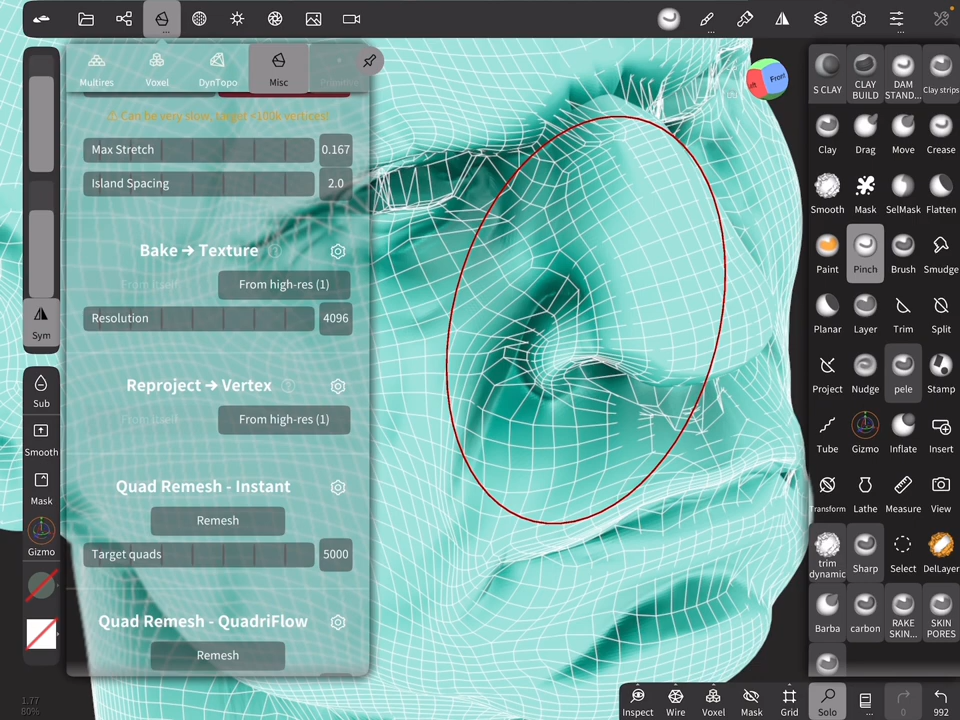 Multires
Voxel
DynTopo
Misc
Primitive
⚠ Can be very slow, target <100k vertices!
Max Stretch
0.167
Island Spacing
2.0
Bake → Texture
?
From itself
From high-res (1)
Resolution
4096
Reproject → Vertex
?
From itself
From high-res (1)
Quad Remesh - Instant
Remesh
Target quads
5000
Quad Remesh - QuadriFlow
Remesh
Sym
Sub
Smooth
Mask
Gizmo
1.77
80%
Front
S CLAY
CLAY BUILD
DAM STAND...
Clay strips
Clay
Drag
Move
Crease
Smooth
Mask
SelMask
Flatten
Paint
Pinch
Brush
Smudge
Planar
Layer
Trim
Split
Project
Nudge
pele
Stamp
Tube
Gizmo
Inflate
Insert
Transform
Lathe
Measure
View
trim dynamic
Sharp
Select
DelLayer
Barba
carbon
RAKE SKIN...
SKIN PORES
Inspect
Wire
Voxel
Mask
Grid
Solo
...
0
992